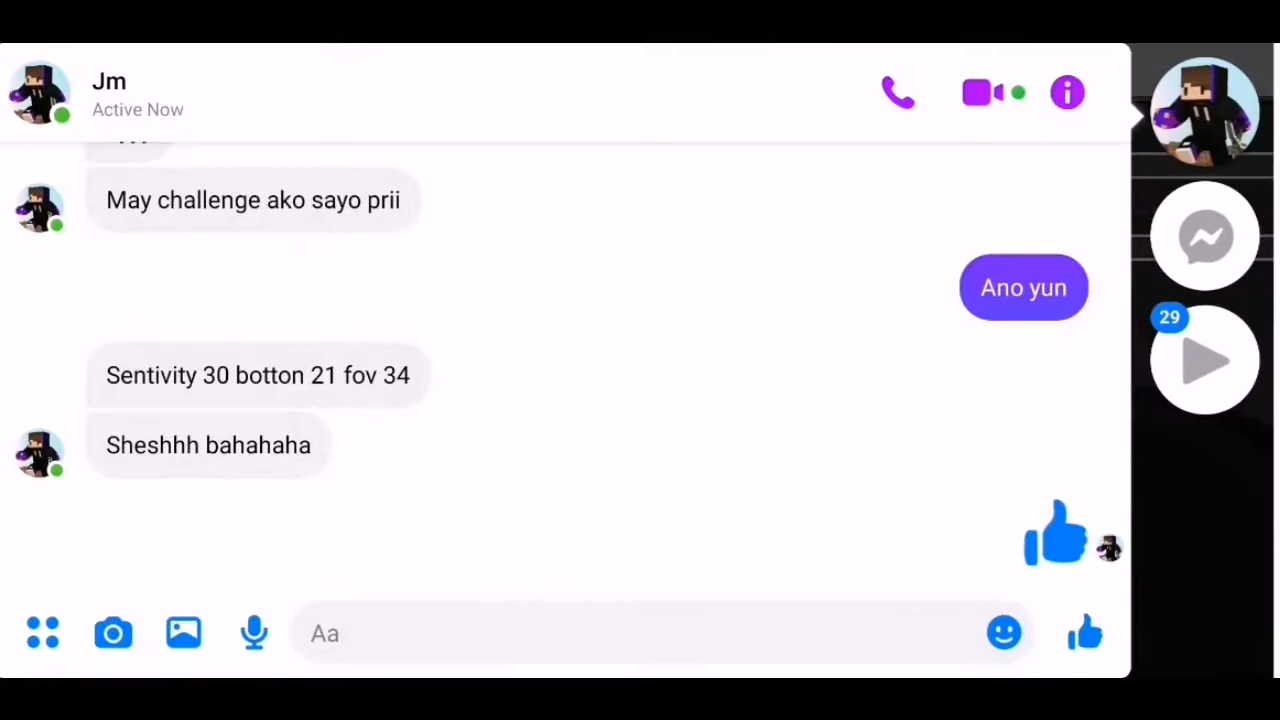 Jm
Active Now
May challenge ako sayo prii
Ano yun
29
Sentivity 30 botton 21 fov 34
Sheshhh bahahaha
Aa